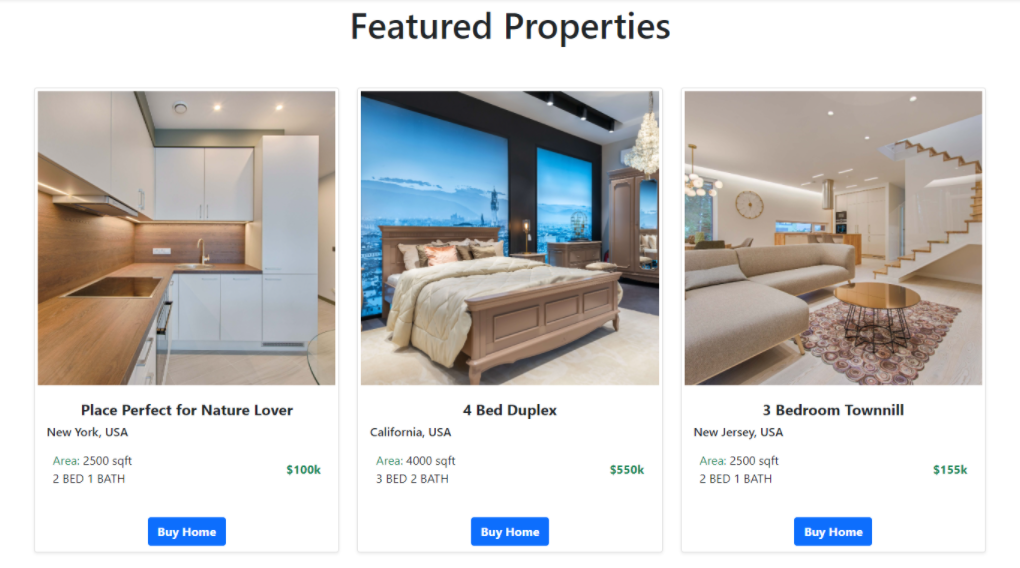 Featured Properties
Place Perfect for Nature Lover
New York, USA
Area: 2500 sqft
2 BED 1 BATH
$100k
Buy Home
4 Bed Duplex
California, USA
Area: 4000 sqft
3 BED 2 BATH
$550k
Buy Home
3 Bedroom Townnill
New Jersey, USA
Area: 2500 sqft
2 BED 1 BATH
$155k
Buy Home